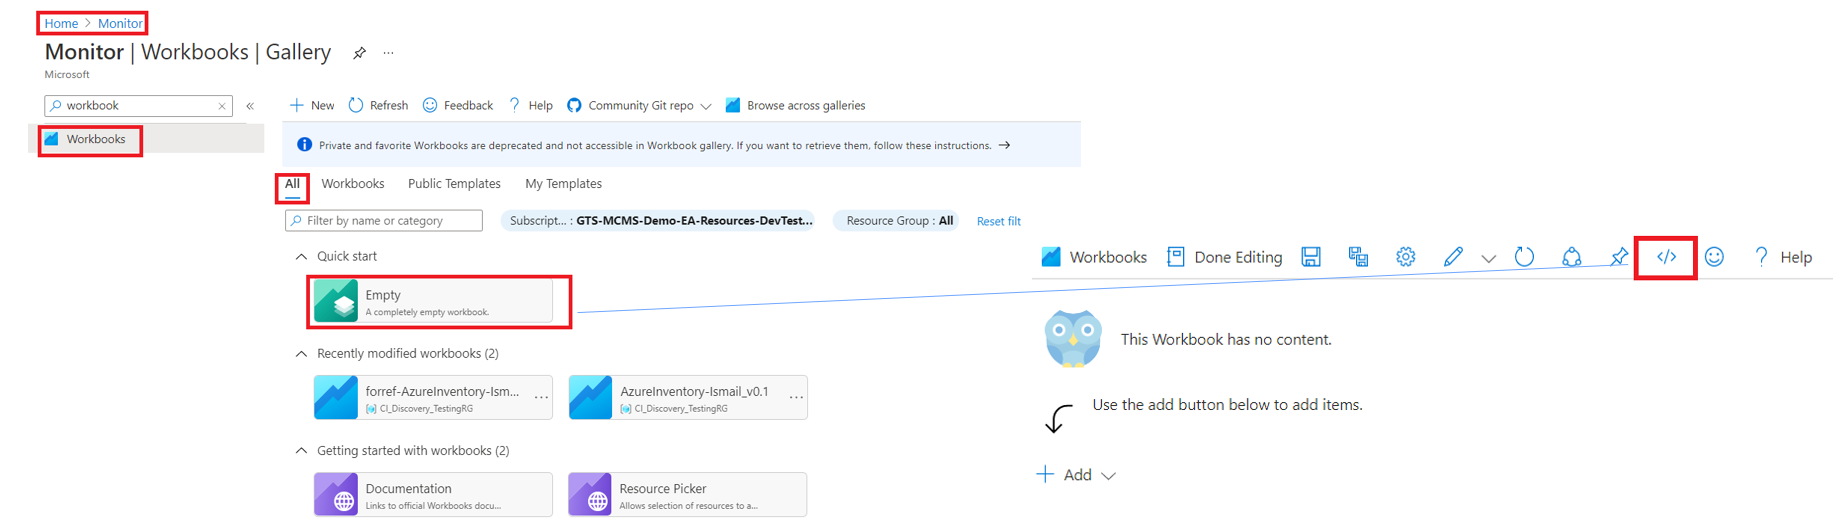 Home > Monitor
Monitor | Workbooks | Gallery ...
Microsoft
workbook × «
Workbooks
+ New Refresh Feedback ? Help Community Git repo Browse across galleries
Private and favorite Workbooks are deprecated and not accessible in Workbook gallery. If you want to retrieve them, follow these instructions. →
All Workbooks Public Templates My Templates
Filter by name or category Subscript... : GTS-MCMS-Demo-EA-Resources-DevTest... Resource Group : All Reset filt
Quick start
Empty
A completely empty workbook.
Recently modified workbooks (2)
forref-AzureInventory-Ism... ...
CI_Discovery_TestingRG
AzureInventory-Ismail_v0.1 ...
CI_Discovery_TestingRG
Getting started with workbooks (2)
Documentation
Links to official Workbooks docu...
Resource Picker
Allows selection of resources to a...
Workbooks Done Editing </> ? Help
This Workbook has no content.
Use the add button below to add items.
+ Add